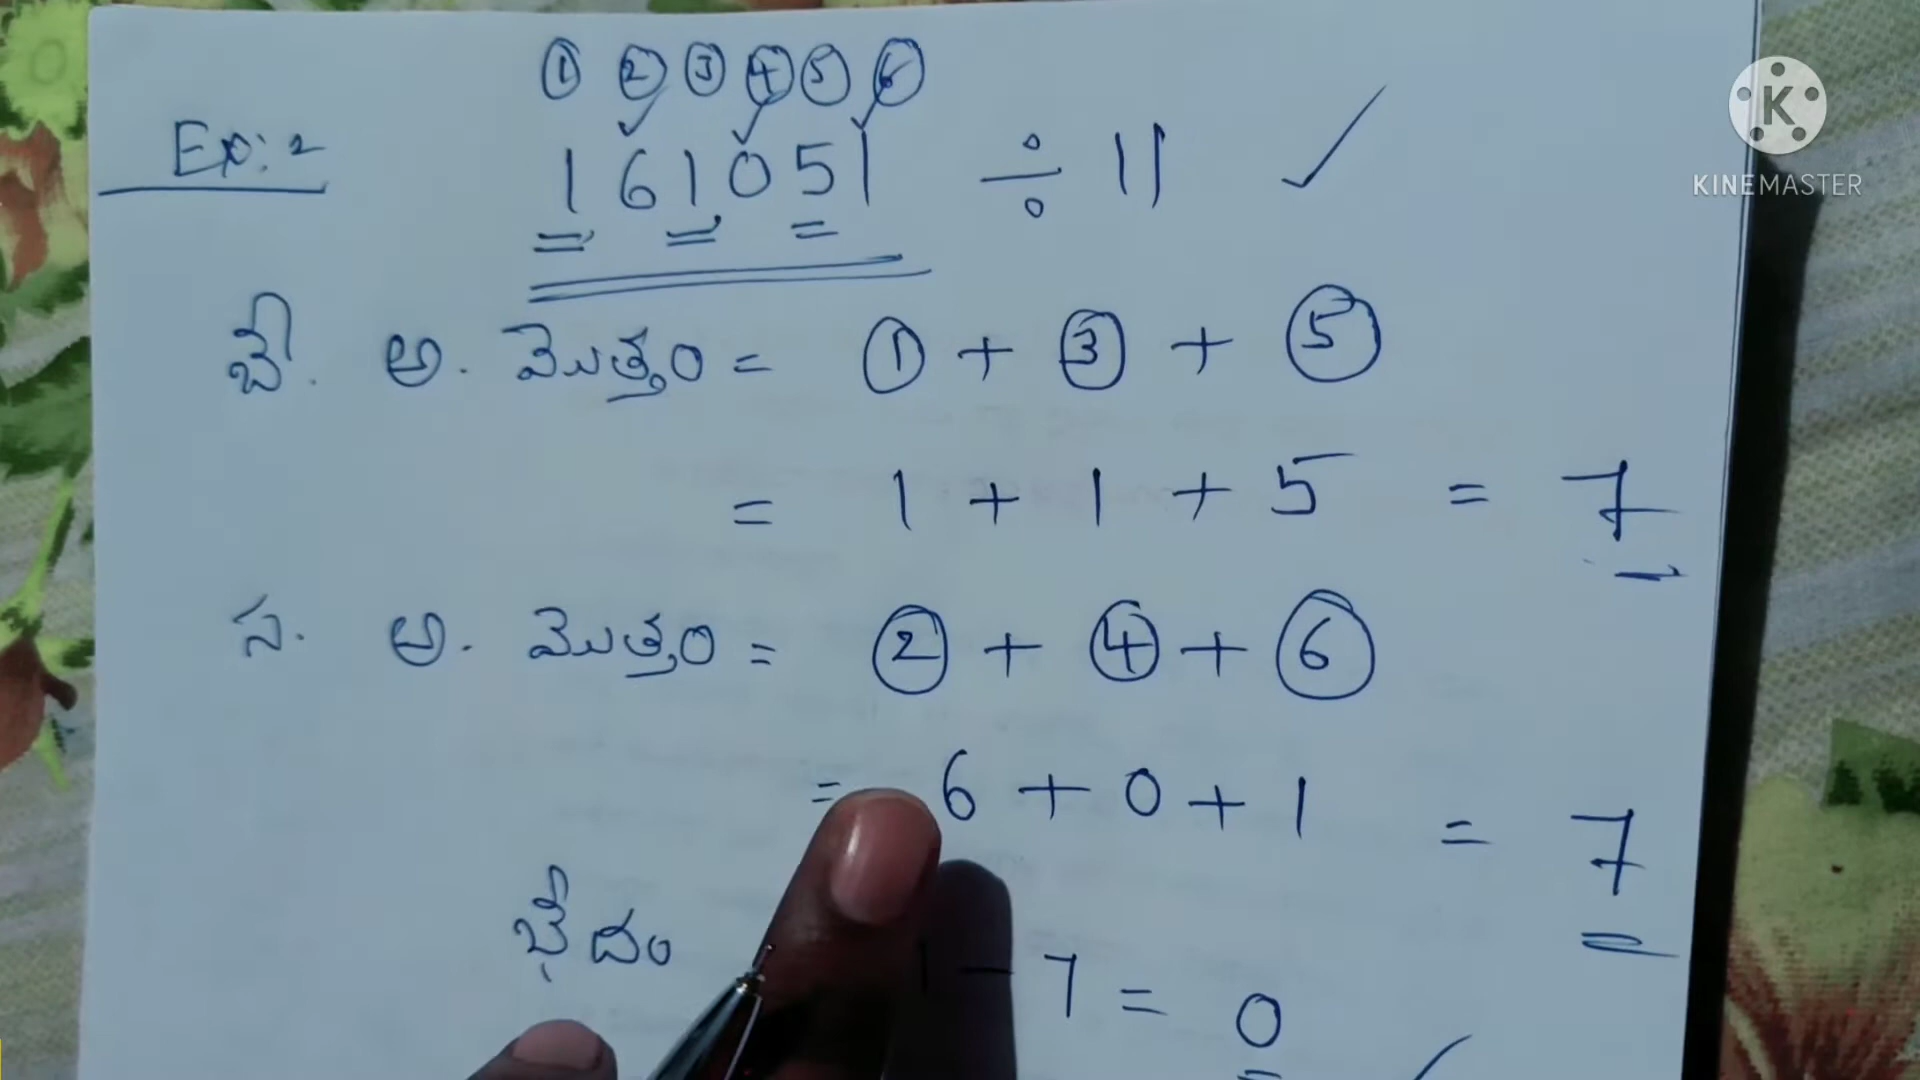 ① ② ③ ④ ⑤ ⑥
Ex: 2 161051 ÷ 11 ✓
KINEMASTER
బే. అ. మొత్తం = ① + ③ + ⑤
= 1 + 1 + 5 = 7
స. అ. మొత్తం = ② + ④ + ⑥
= 6 + 0 + 1 = 7
భేదం - 7 = 0